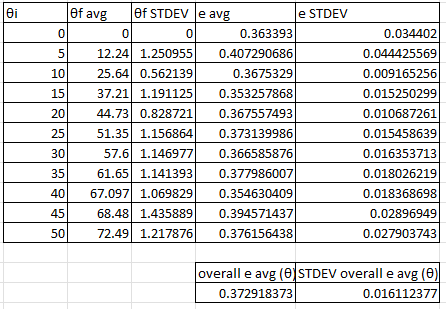 θi θf avg θf STDEV e avg e STDEV
0 0 0 0.363393 0.034402
5 12.24 1.250955 0.407290686 0.044425569
10 25.64 0.562139 0.3675329 0.009165256
15 37.21 1.191125 0.353257868 0.015250299
20 44.73 0.828721 0.367557493 0.010687261
25 51.35 1.156864 0.373139986 0.015458639
30 57.6 1.146977 0.366585876 0.016353713
35 61.65 1.141393 0.377986007 0.018026219
40 67.097 1.069829 0.354630409 0.018368698
45 68.48 1.435889 0.394571437 0.02896949
50 72.49 1.217876 0.376156438 0.027903743
overall e avg (θ) STDEV overall e avg (θ)
0.372918373 0.016112377